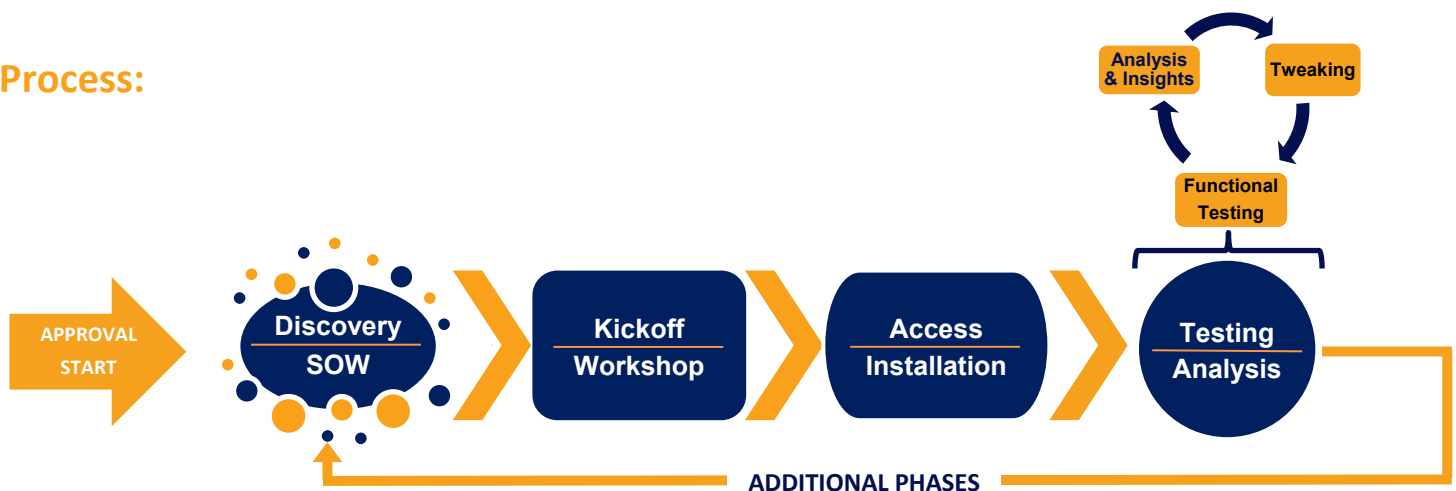 Process:
Analysis
& Insights
Tweaking
Functional
Testing
APPROVAL
START
Discovery
SOW
Kickoff
Workshop
Access
Installation
Testing
Analysis
ADDITIONAL PHASES